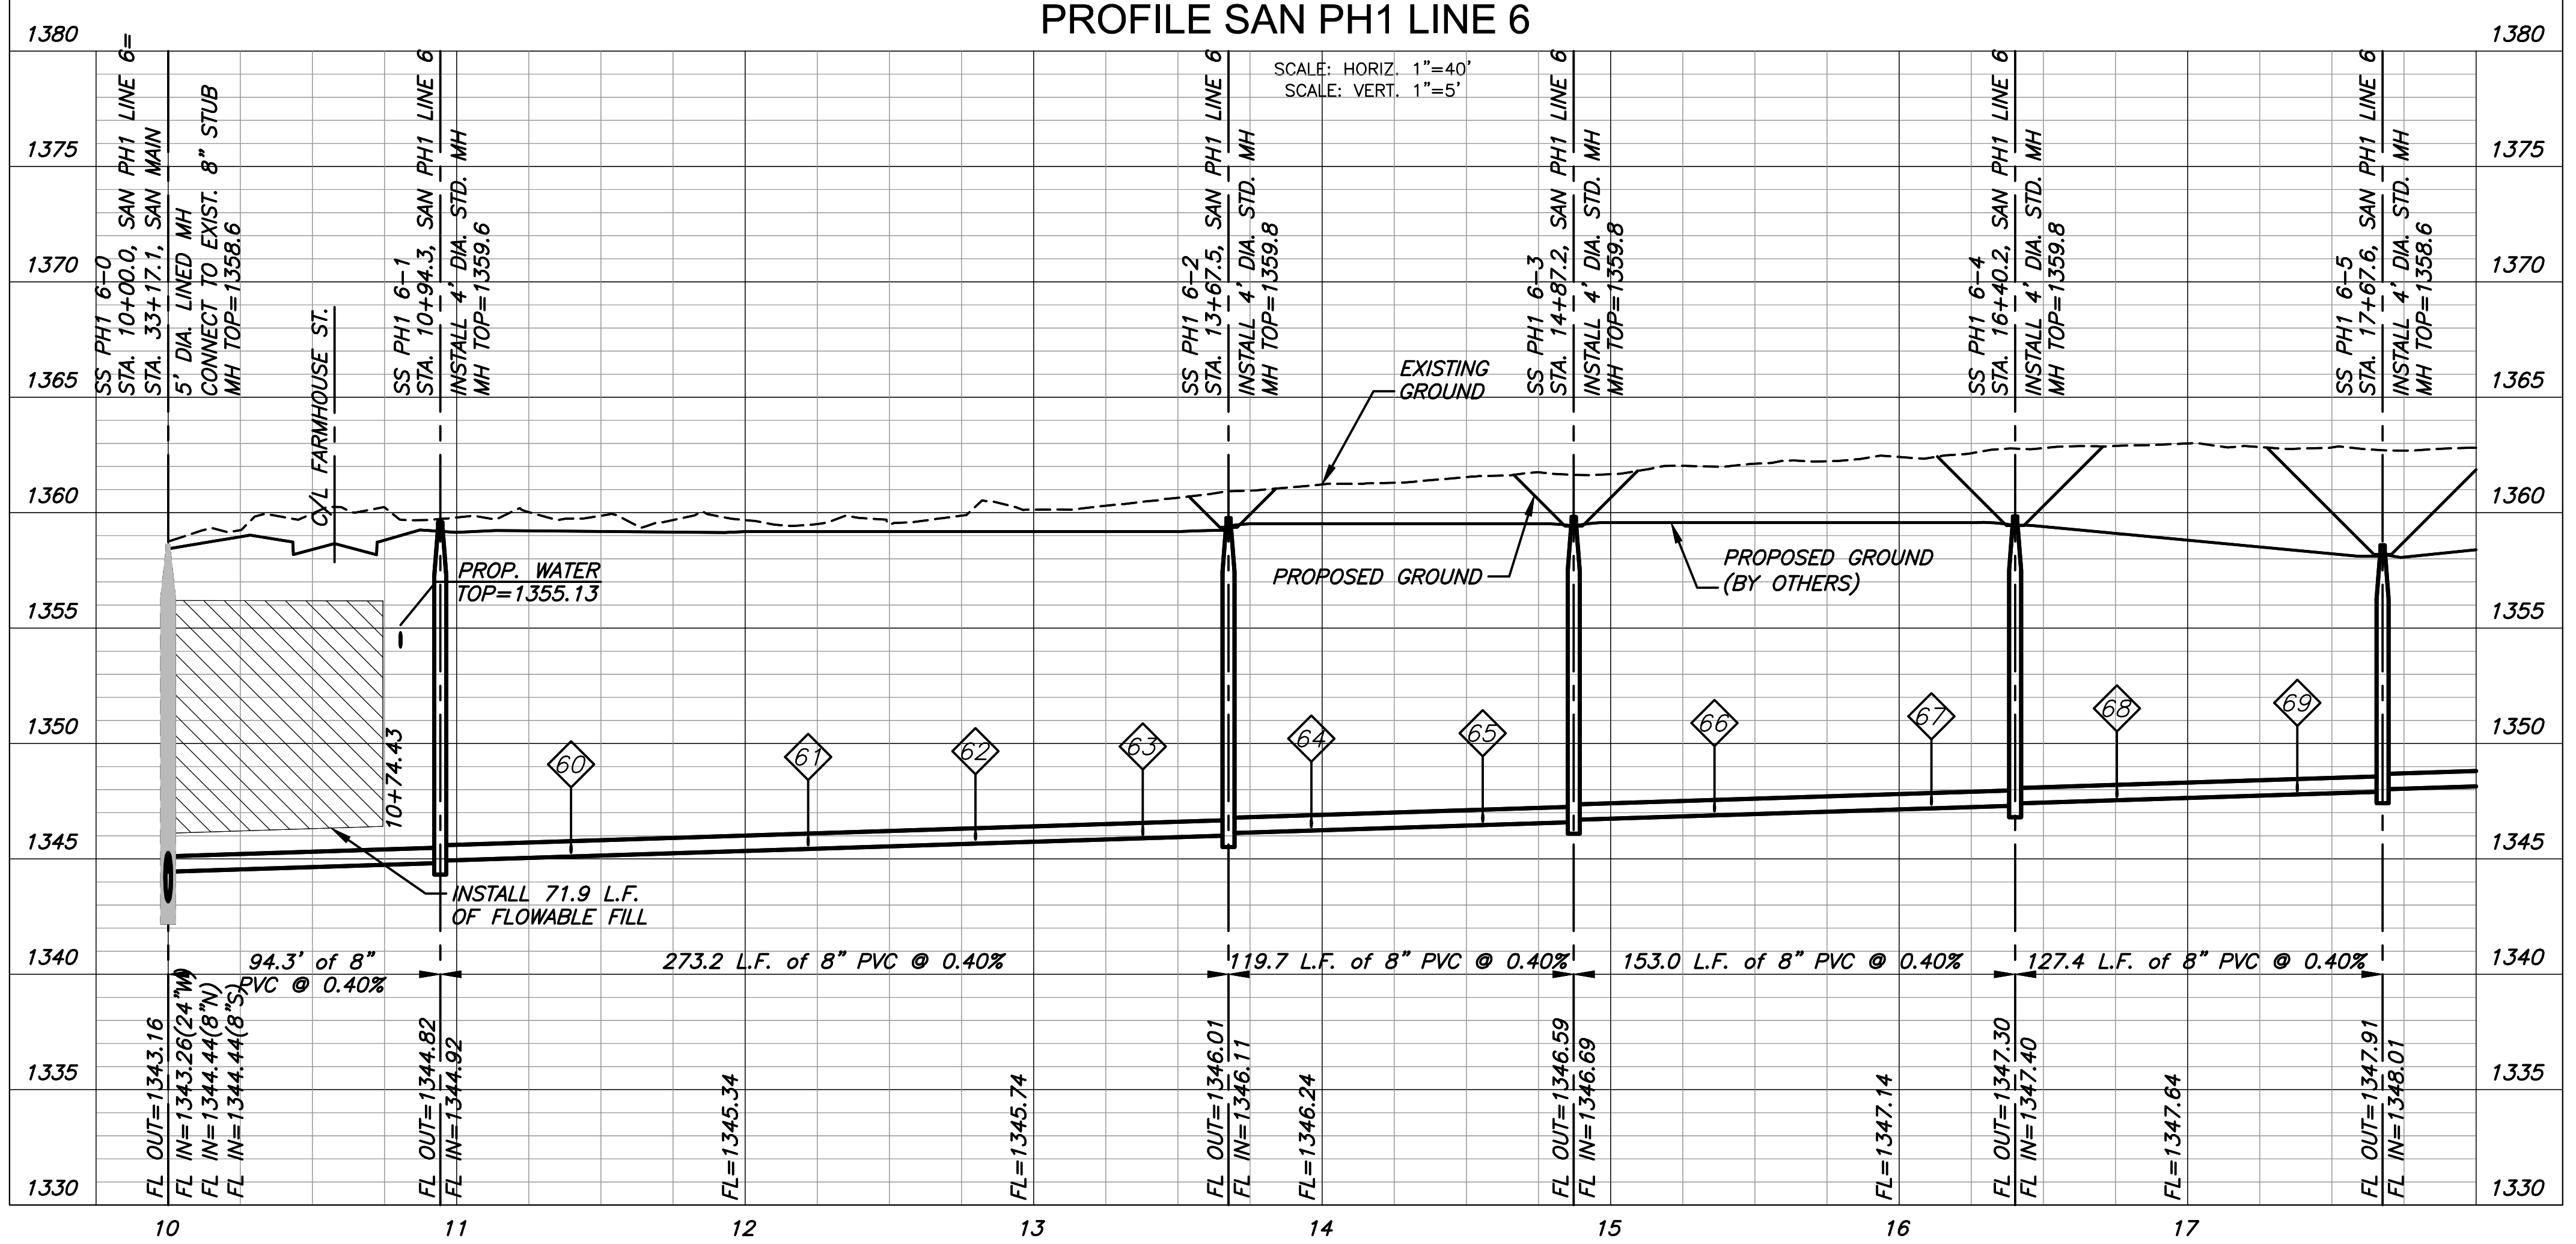 PROFILE SAN PH1 LINE 6
SCALE: HORIZ. 1"=40'
SCALE: VERT. 1"=5'
1380
1375
1370
1365
1360
1355
1350
1345
1340
1335
1330
1380
1375
1370
1365
1360
1355
1350
1345
1340
1335
1330
SS PH1 6-0
STA. 10+00.0, SAN PH1 LINE 6=
STA. 33+17.1, SAN MAIN
5' DIA. LINED MH
CONNECT TO EXIST. 8" STUB
MH TOP=1358.6
C/L FARMHOUSE ST.
SS PH1 6-1
STA. 10+94.3, SAN PH1 LINE 6
INSTALL 4' DIA. STD. MH
MH TOP=1359.6
SS PH1 6-2
STA. 13+67.5, SAN PH1 LINE 6
INSTALL 4' DIA. STD. MH
MH TOP=1359.8
SS PH1 6-3
STA. 14+87.2, SAN PH1 LINE 6
INSTALL 4' DIA. STD. MH
MH TOP=1359.8
SS PH1 6-4
STA. 16+40.2, SAN PH1 LINE 6
INSTALL 4' DIA. STD. MH
MH TOP=1359.8
SS PH1 6-5
STA. 17+67.6, SAN PH1 LINE 6
INSTALL 4' DIA. STD. MH
MH TOP=1358.6
EXISTING
GROUND
PROP. WATER
TOP=1355.13
PROPOSED GROUND
PROPOSED GROUND
(BY OTHERS)
10+74.43
60
61
62
63
64
65
66
67
68
69
INSTALL 71.9 L.F.
OF FLOWABLE FILL
94.3' of 8"
PVC @ 0.40%
273.2 L.F. of 8" PVC @ 0.40%
119.7 L.F. of 8" PVC @ 0.40%
153.0 L.F. of 8" PVC @ 0.40%
127.4 L.F. of 8" PVC @ 0.40%
FL OUT=1343.16
FL IN=1343.26(24"W)
FL IN=1344.44(8"N)
FL IN=1344.44(8"S)
FL OUT=1344.82
FL IN=1344.92
FL=1345.34
FL=1345.74
FL OUT=1346.01
FL IN=1346.11
FL=1346.24
FL OUT=1346.59
FL IN=1346.69
FL=1347.14
FL OUT=1347.30
FL IN=1347.40
FL=1347.64
FL OUT=1347.91
FL IN=1348.01
10
11
12
13
14
15
16
17